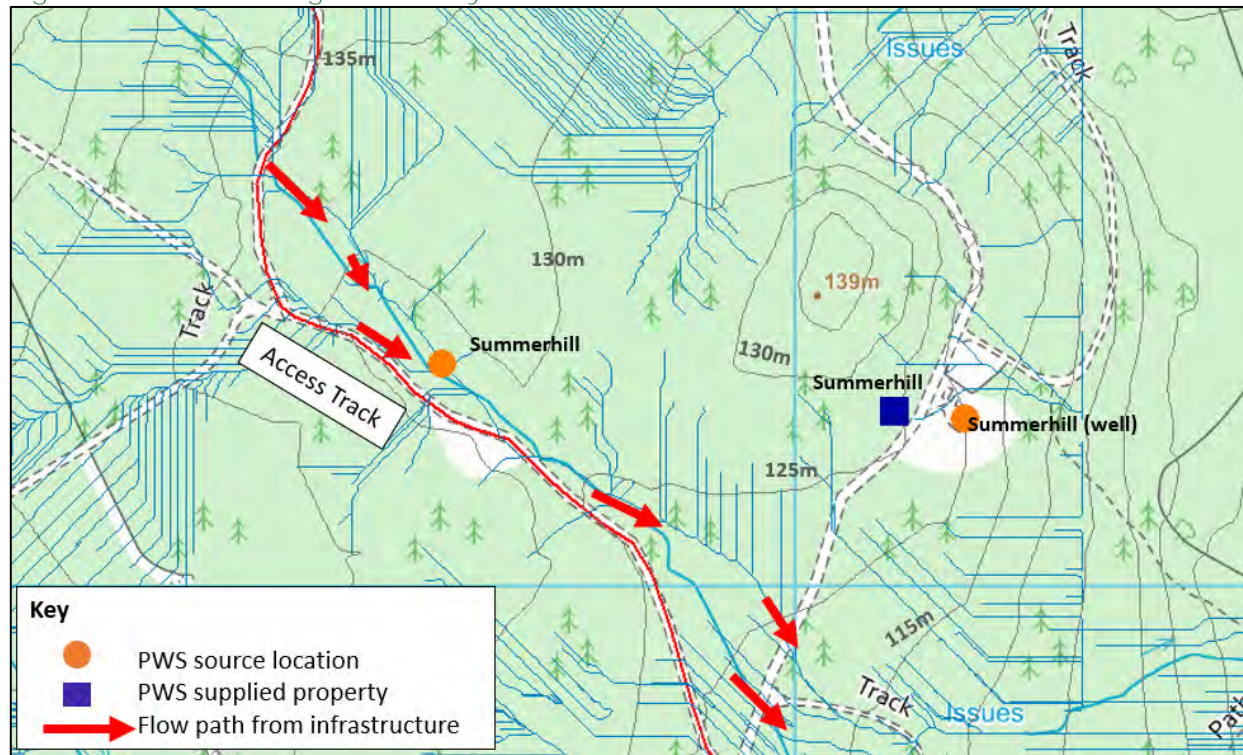 Issues
Track
135m
130m
139m
Track
Access Track
Summerhill
130m
Summerhill
Summerhill (well)
125m
Key
PWS source location
PWS supplied property
Flow path from infrastructure
115m
Track
Issues
Path